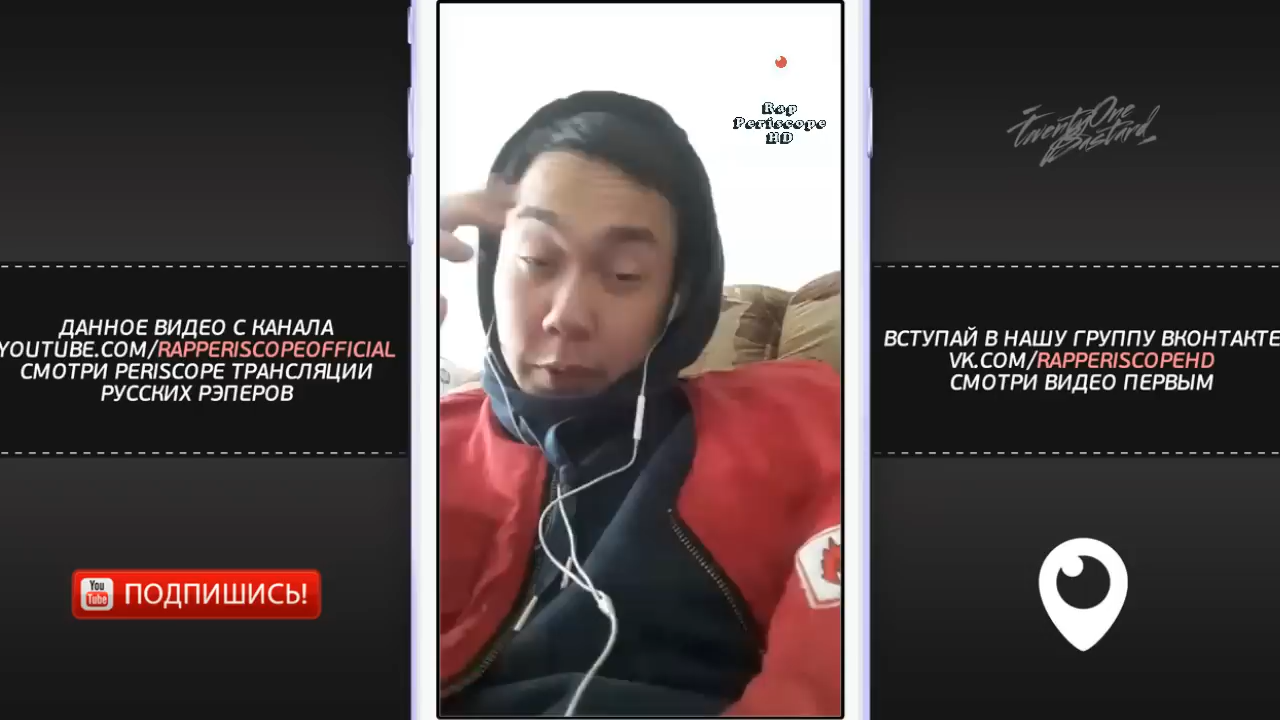 ДАННОЕ ВИДЕО С КАНАЛА
YOUTUBE.COM/RAPPERISCOPEOFFICIAL
СМОТРИ PERISCOPE ТРАНСЛЯЦИИ
РУССКИХ РЭПЕРОВ
You
Tube
ПОДПИШИСЬ!
Rap
Periscope
HD
TwentyOne
Bastard
ВСТУПАЙ В НАШУ ГРУППУ ВКОНТАКТЕ
VK.COM/RAPPERISCOPEHD
СМОТРИ ВИДЕО ПЕРВЫМ